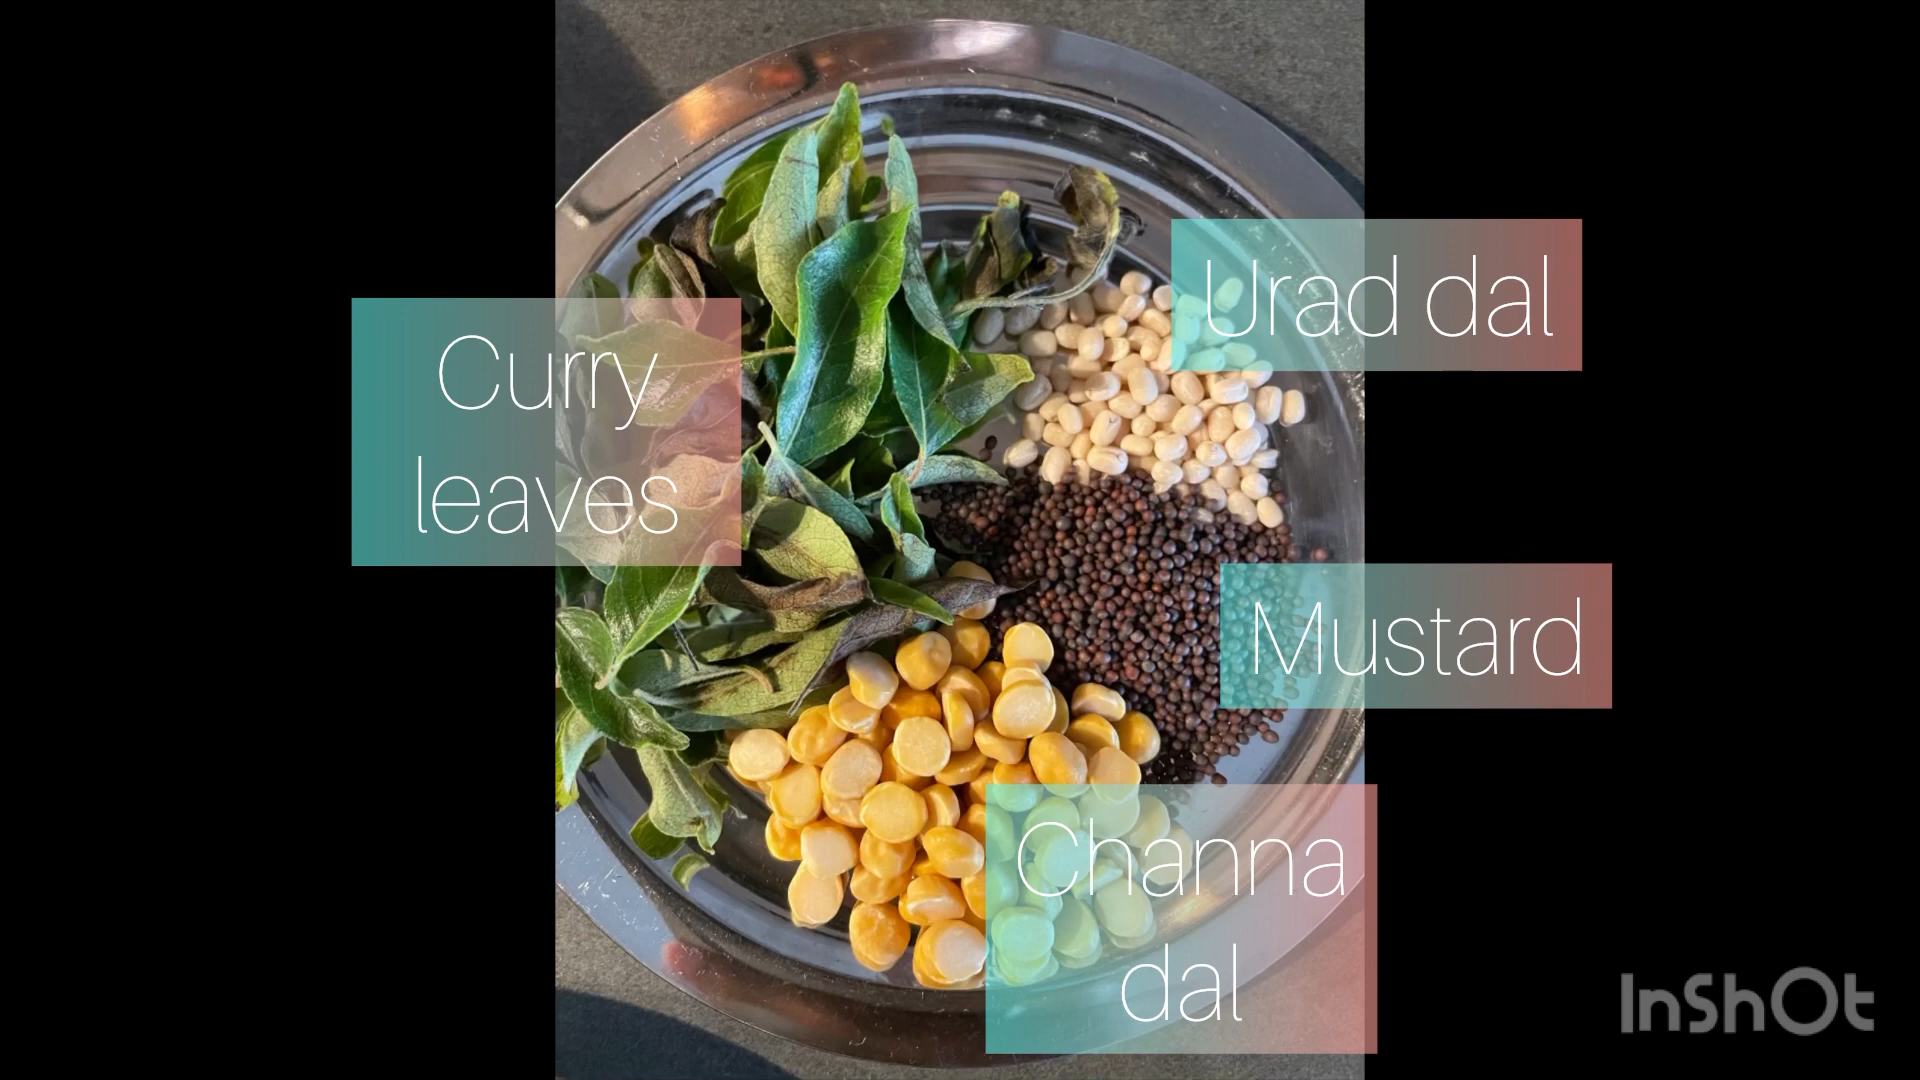 Urad dal
Curry
leaves
Mustard
Channa
dal
InShOt